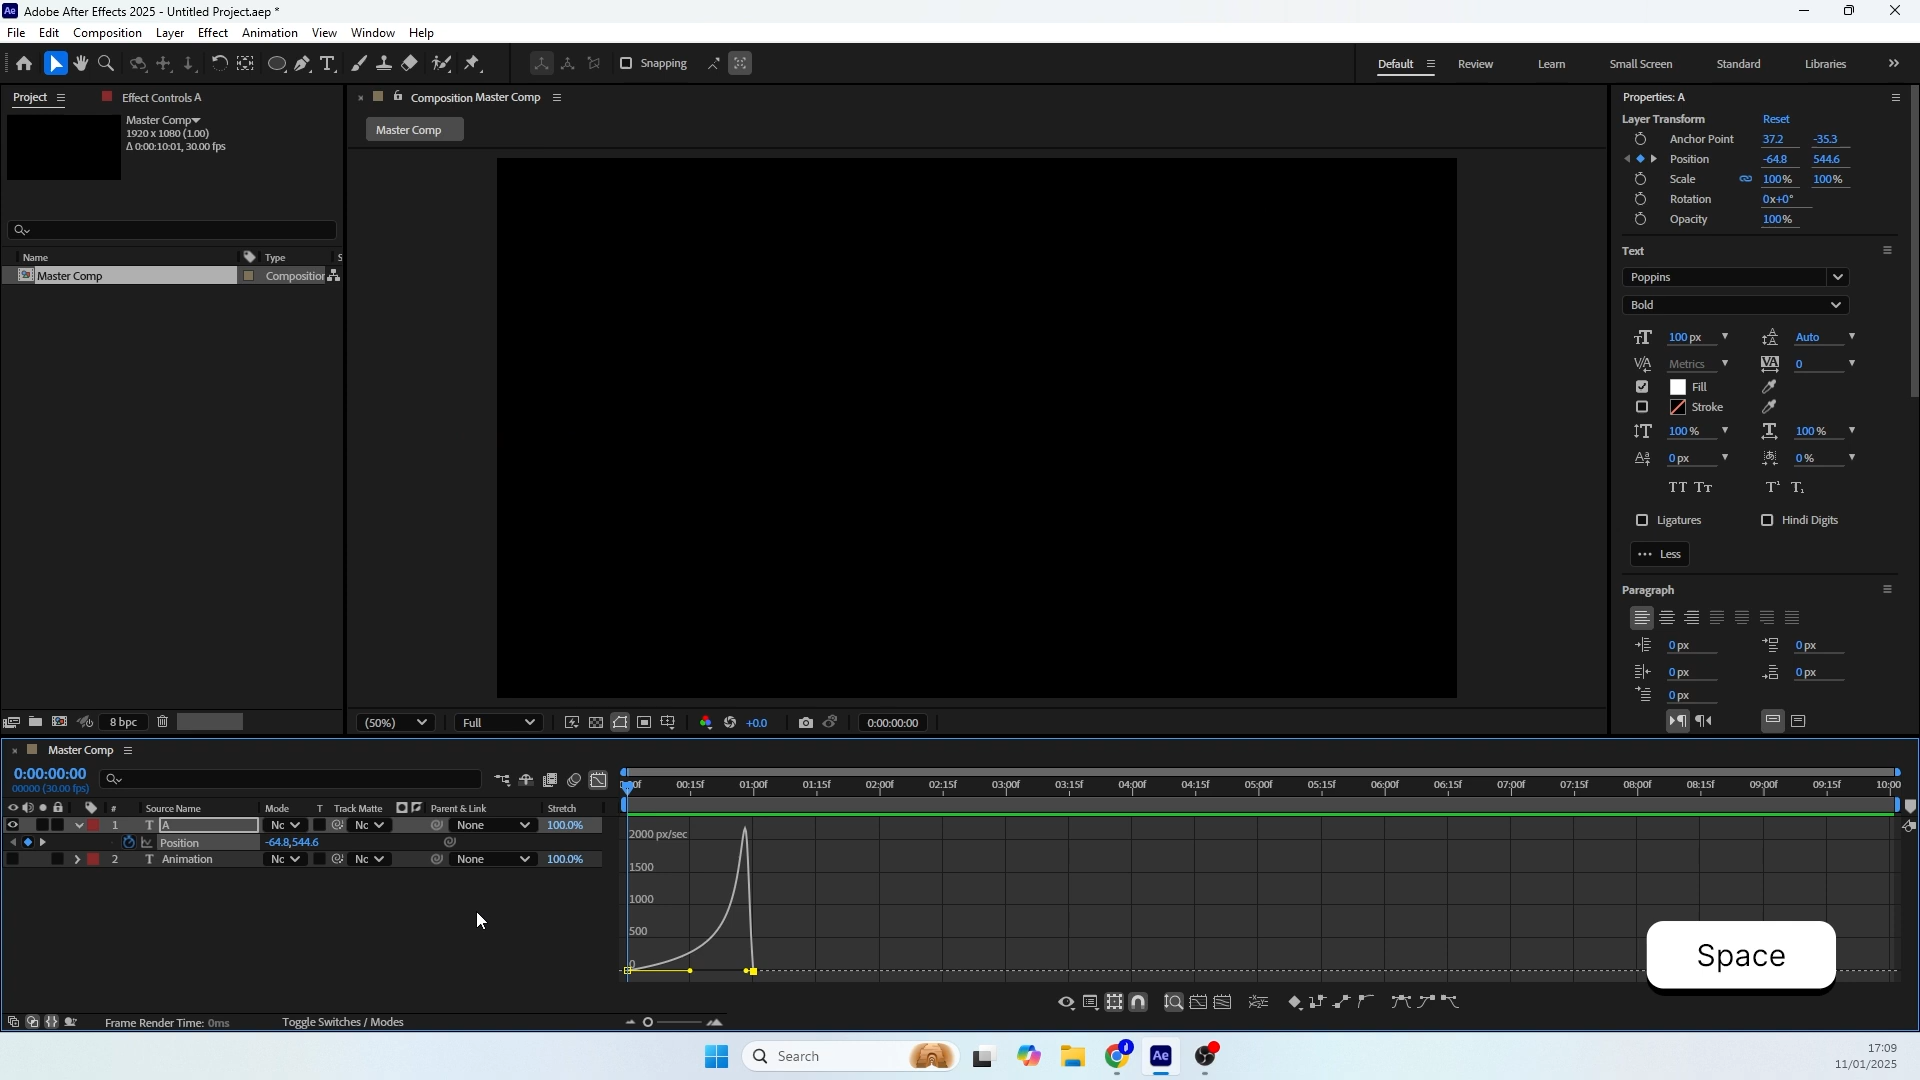 Adobe After Effects 2025 - Untitled Project.aep *
File Edit Composition Layer Effect Animation View Window Help
Snapping
Default Review Learn Small Screen Standard Libraries
Project
Effect Controls A
Master Comp
1920 x 1080 (1.00)
Δ 0:00:10:01, 30.00 fps
Name Type S
Master Comp Composition
8 bpc
Composition Master Comp
Master Comp
(50%) Full +0.0 0:00:00:00
Properties: A
Layer Transform Reset
Anchor Point 37.2 -35.3
Position -64.8 544.6
Scale 100% 100%
Rotation 0x+0°
Opacity 100%
Text
Poppins
Bold
100 px Auto
Metrics 0
Fill
Stroke
100 % 100 %
0 px 0 %
Ligatures Hindi Digits
Less
Paragraph
0 px 0 px
0 px 0 px
0 px
Master Comp
0:00:00:00
00000 (30.00 fps)
# Source Name Mode T Track Matte Parent & Link Stretch
1 T A Nc Nc None 100.0%
Position -64.8,544.6
2 T Animation Nc Nc None 100.0%
00:15f 01:00f 01:15f 02:00f 02:15f 03:00f 03:15f 04:00f 04:15f 05:00f 05:15f 06:00f 06:15f 07:00f 07:15f 08:00f 08:15f 09:00f 09:15f 10:00
2000 px/sec
1500
1000
500
0
Space
Frame Render Time: 0ms Toggle Switches / Modes
Search
17:09
11/01/2025